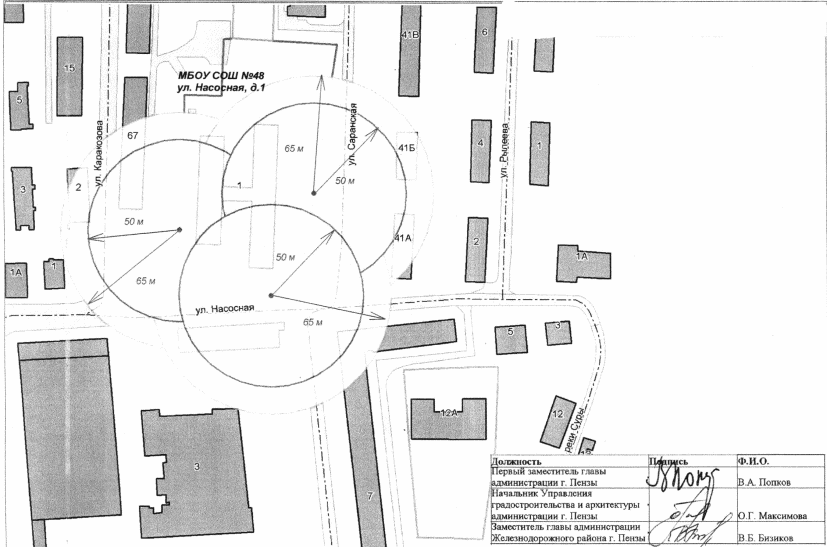 41В
6
15
МБОУ СОШ №48
ул. Насосная, д.1
5
ул. Каракозова
67
ул. Саранская
65 м
50 м
41Б
4
ул. Рылеева
1
3
2
1
50 м
41А
2
50 м
65 м
1А
1
1А
ул. Насосная
65 м
5
3
12А
12
реки Суры
3
7
Должность Подпись Ф.И.О.
Первый заместитель главы
администрации г. Пензы В.А. Попков
Начальник Управления
градостроительства и архитектуры
администрации г. Пензы О.Г. Максимова
Заместитель главы администрации
Железнодорожного района г. Пензы В.Б. Бизиков